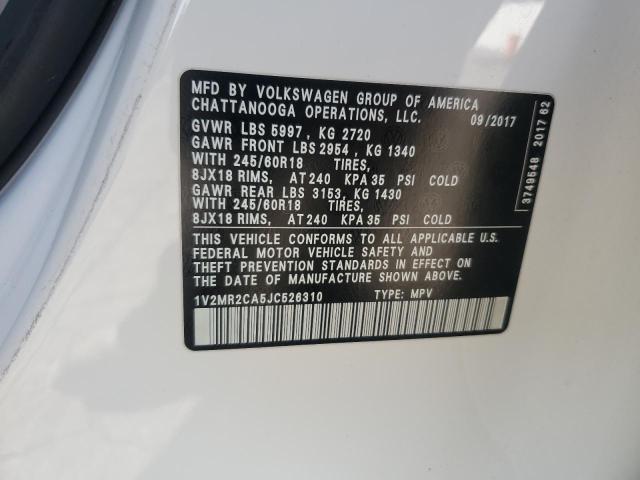 MFD BY VOLKSWAGEN GROUP OF AMERICA
CHATTANOOGA OPERATIONS, LLC. 09/2017
GVWR LBS 5997, KG 2720
GAWR FRONT LBS 2954, KG 1340
WITH 245/60R18 TIRES,
8JX18 RIMS, AT 240 KPA 35 PSI COLD
GAWR REAR LBS 3153, KG 1430
WITH 245/60R18 TIRES,
8JX18 RIMS, AT 240 KPA 35 PSI COLD
THIS VEHICLE CONFORMS TO ALL APPLICABLE U.S.
FEDERAL MOTOR VEHICLE SAFETY AND
THEFT PREVENTION STANDARDS IN EFFECT
ON THE DATE OF MANUFACTURE SHOWN ABOVE.
1V2MR2CA5JC526310 TYPE: MPV
3749548 2017 62